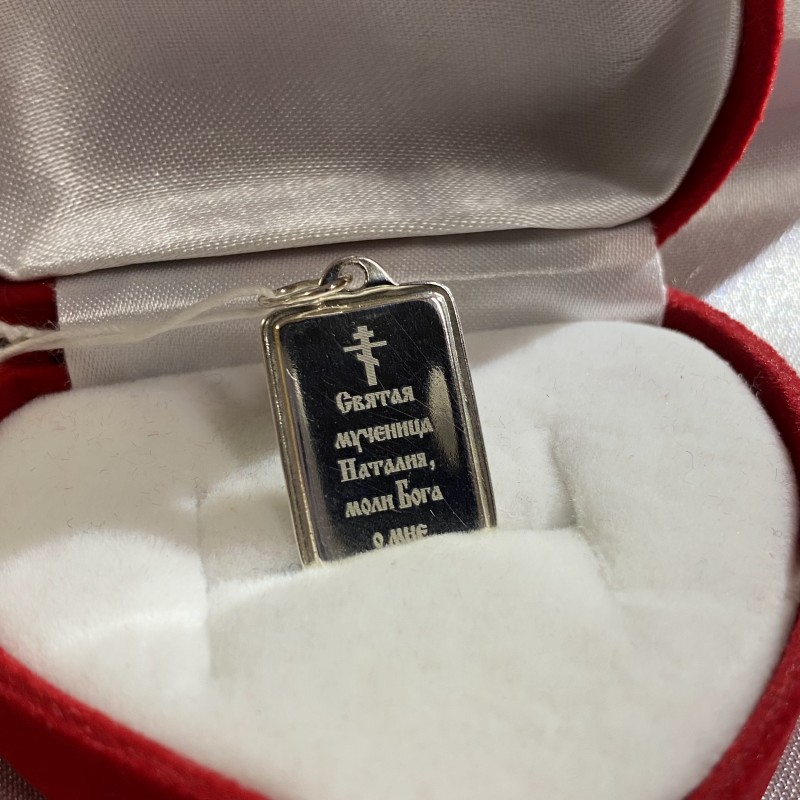 Святая
мученица
Наталия,
моли Бога
о мне